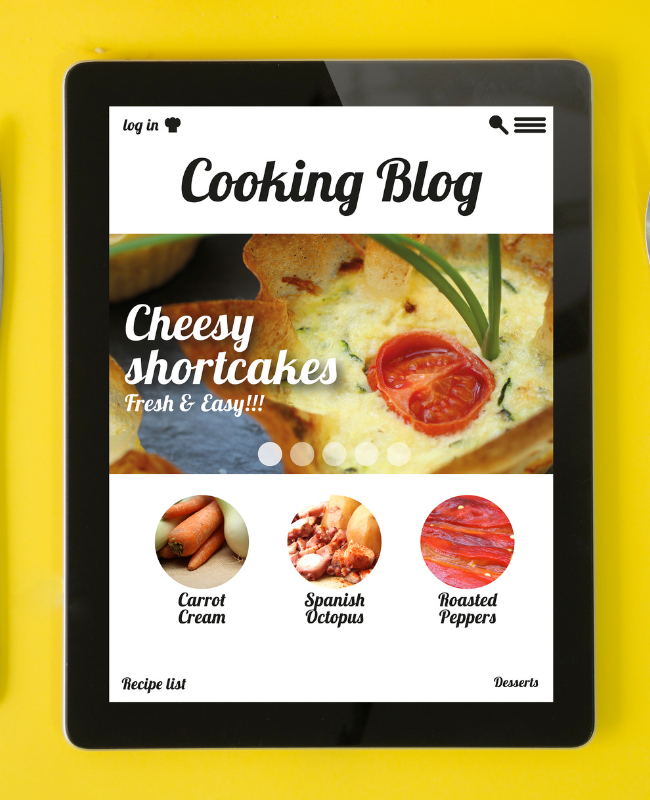 log in
Cooking Blog
Cheesy
shortcakes
Fresh & Easy!!!
Carrot
Cream
Spanish
Octopus
Roasted
Peppers
Recipe list
Desserts